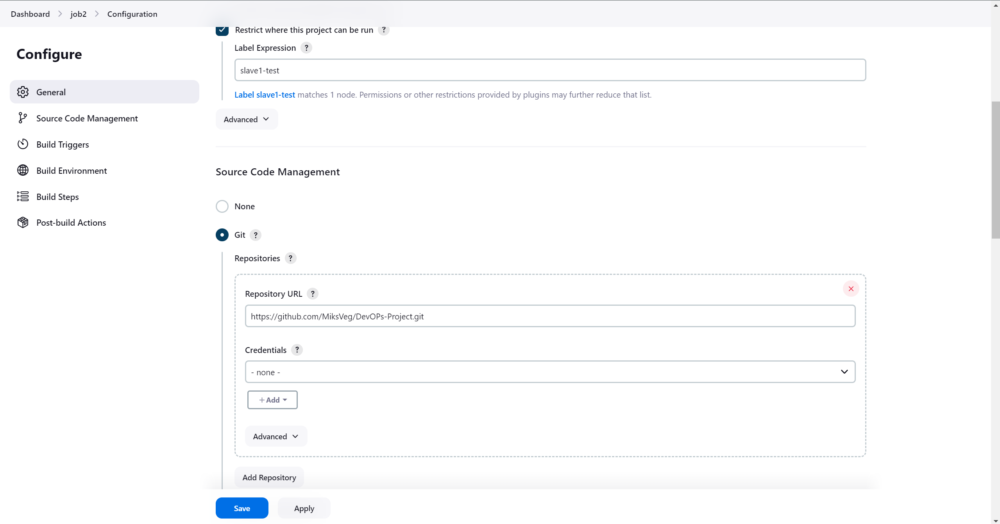 Dashboard > job2 > Configuration
Configure
General
Source Code Management
Build Triggers
Build Environment
Build Steps
Post-build Actions
Restrict where this project can be run ?
Label Expression ?
slave1-test
Label slave1-test matches 1 node. Permissions or other restrictions provided by plugins may further reduce that list.
Advanced
Source Code Management
None
Git ?
Repositories ?
Repository URL ?
https://github.com/MiksVeg/DevOPs-Project.git
Credentials ?
- none -
+ Add
Advanced
Add Repository
Save Apply